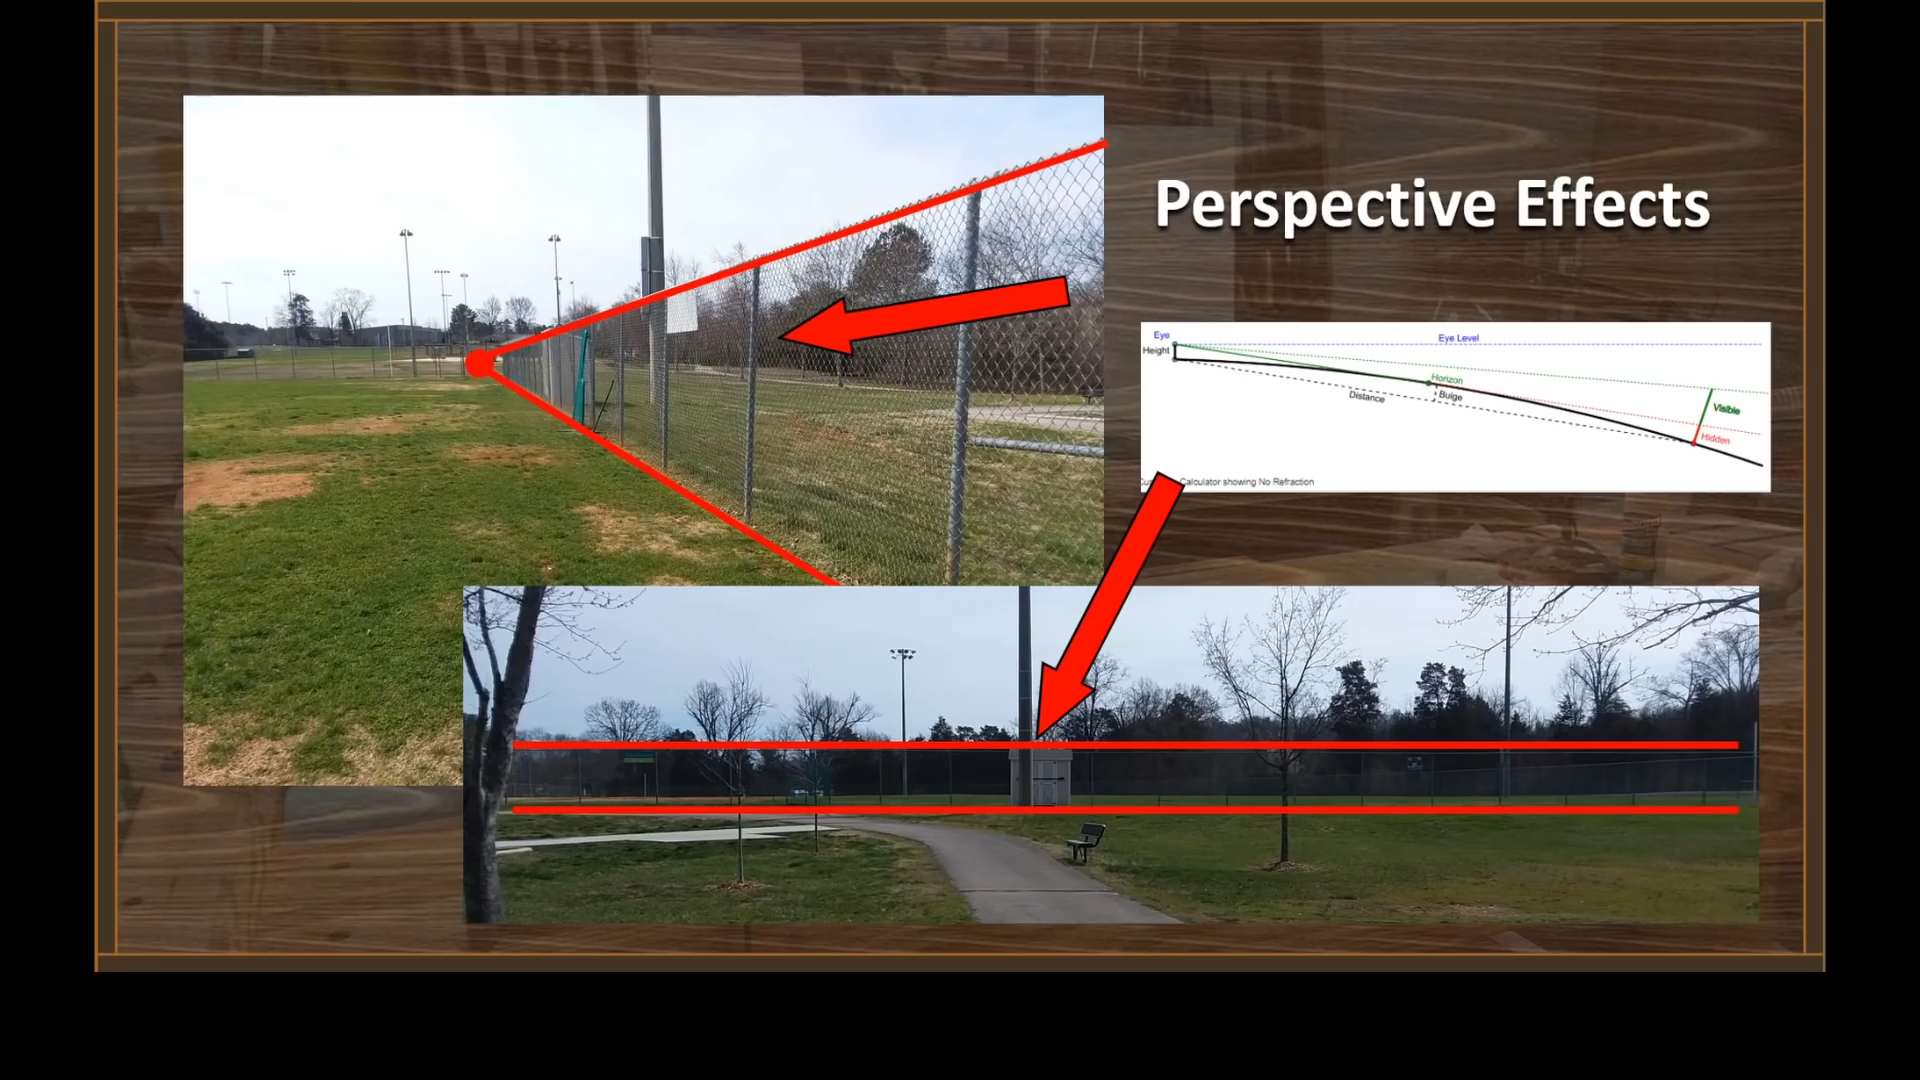 Perspective Effects
Eye
Eye Level
Height
Horizon
Distance
Bulge
Visible
Hidden
Calculator showing No Refraction